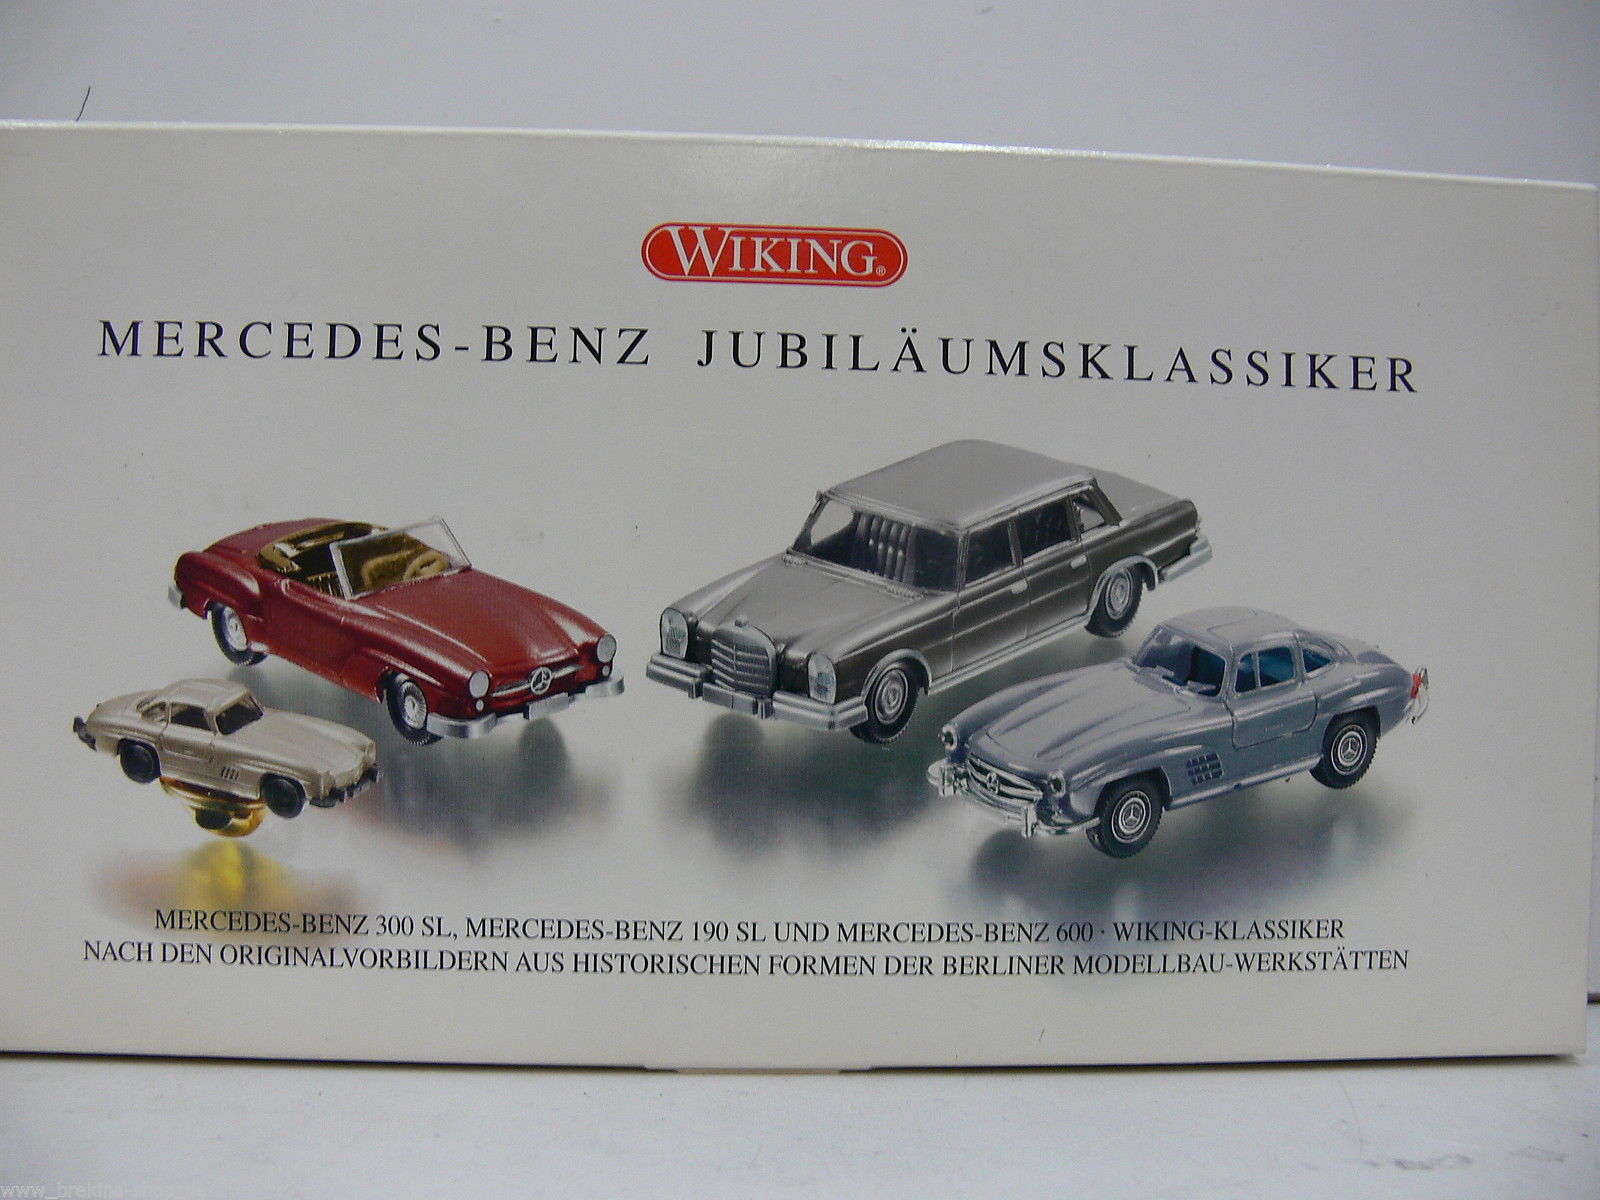 WIKING®
MERCEDES-BENZ JUBILÄUMSKLASSIKER
MERCEDES-BENZ 300 SL, MERCEDES-BENZ 190 SL UND MERCEDES-BENZ 600 · WIKING-KLASSIKER
NACH DEN ORIGINALVORBILDERN AUS HISTORISCHEN FORMEN DER BERLINER MODELLBAU-WERKSTÄTTEN